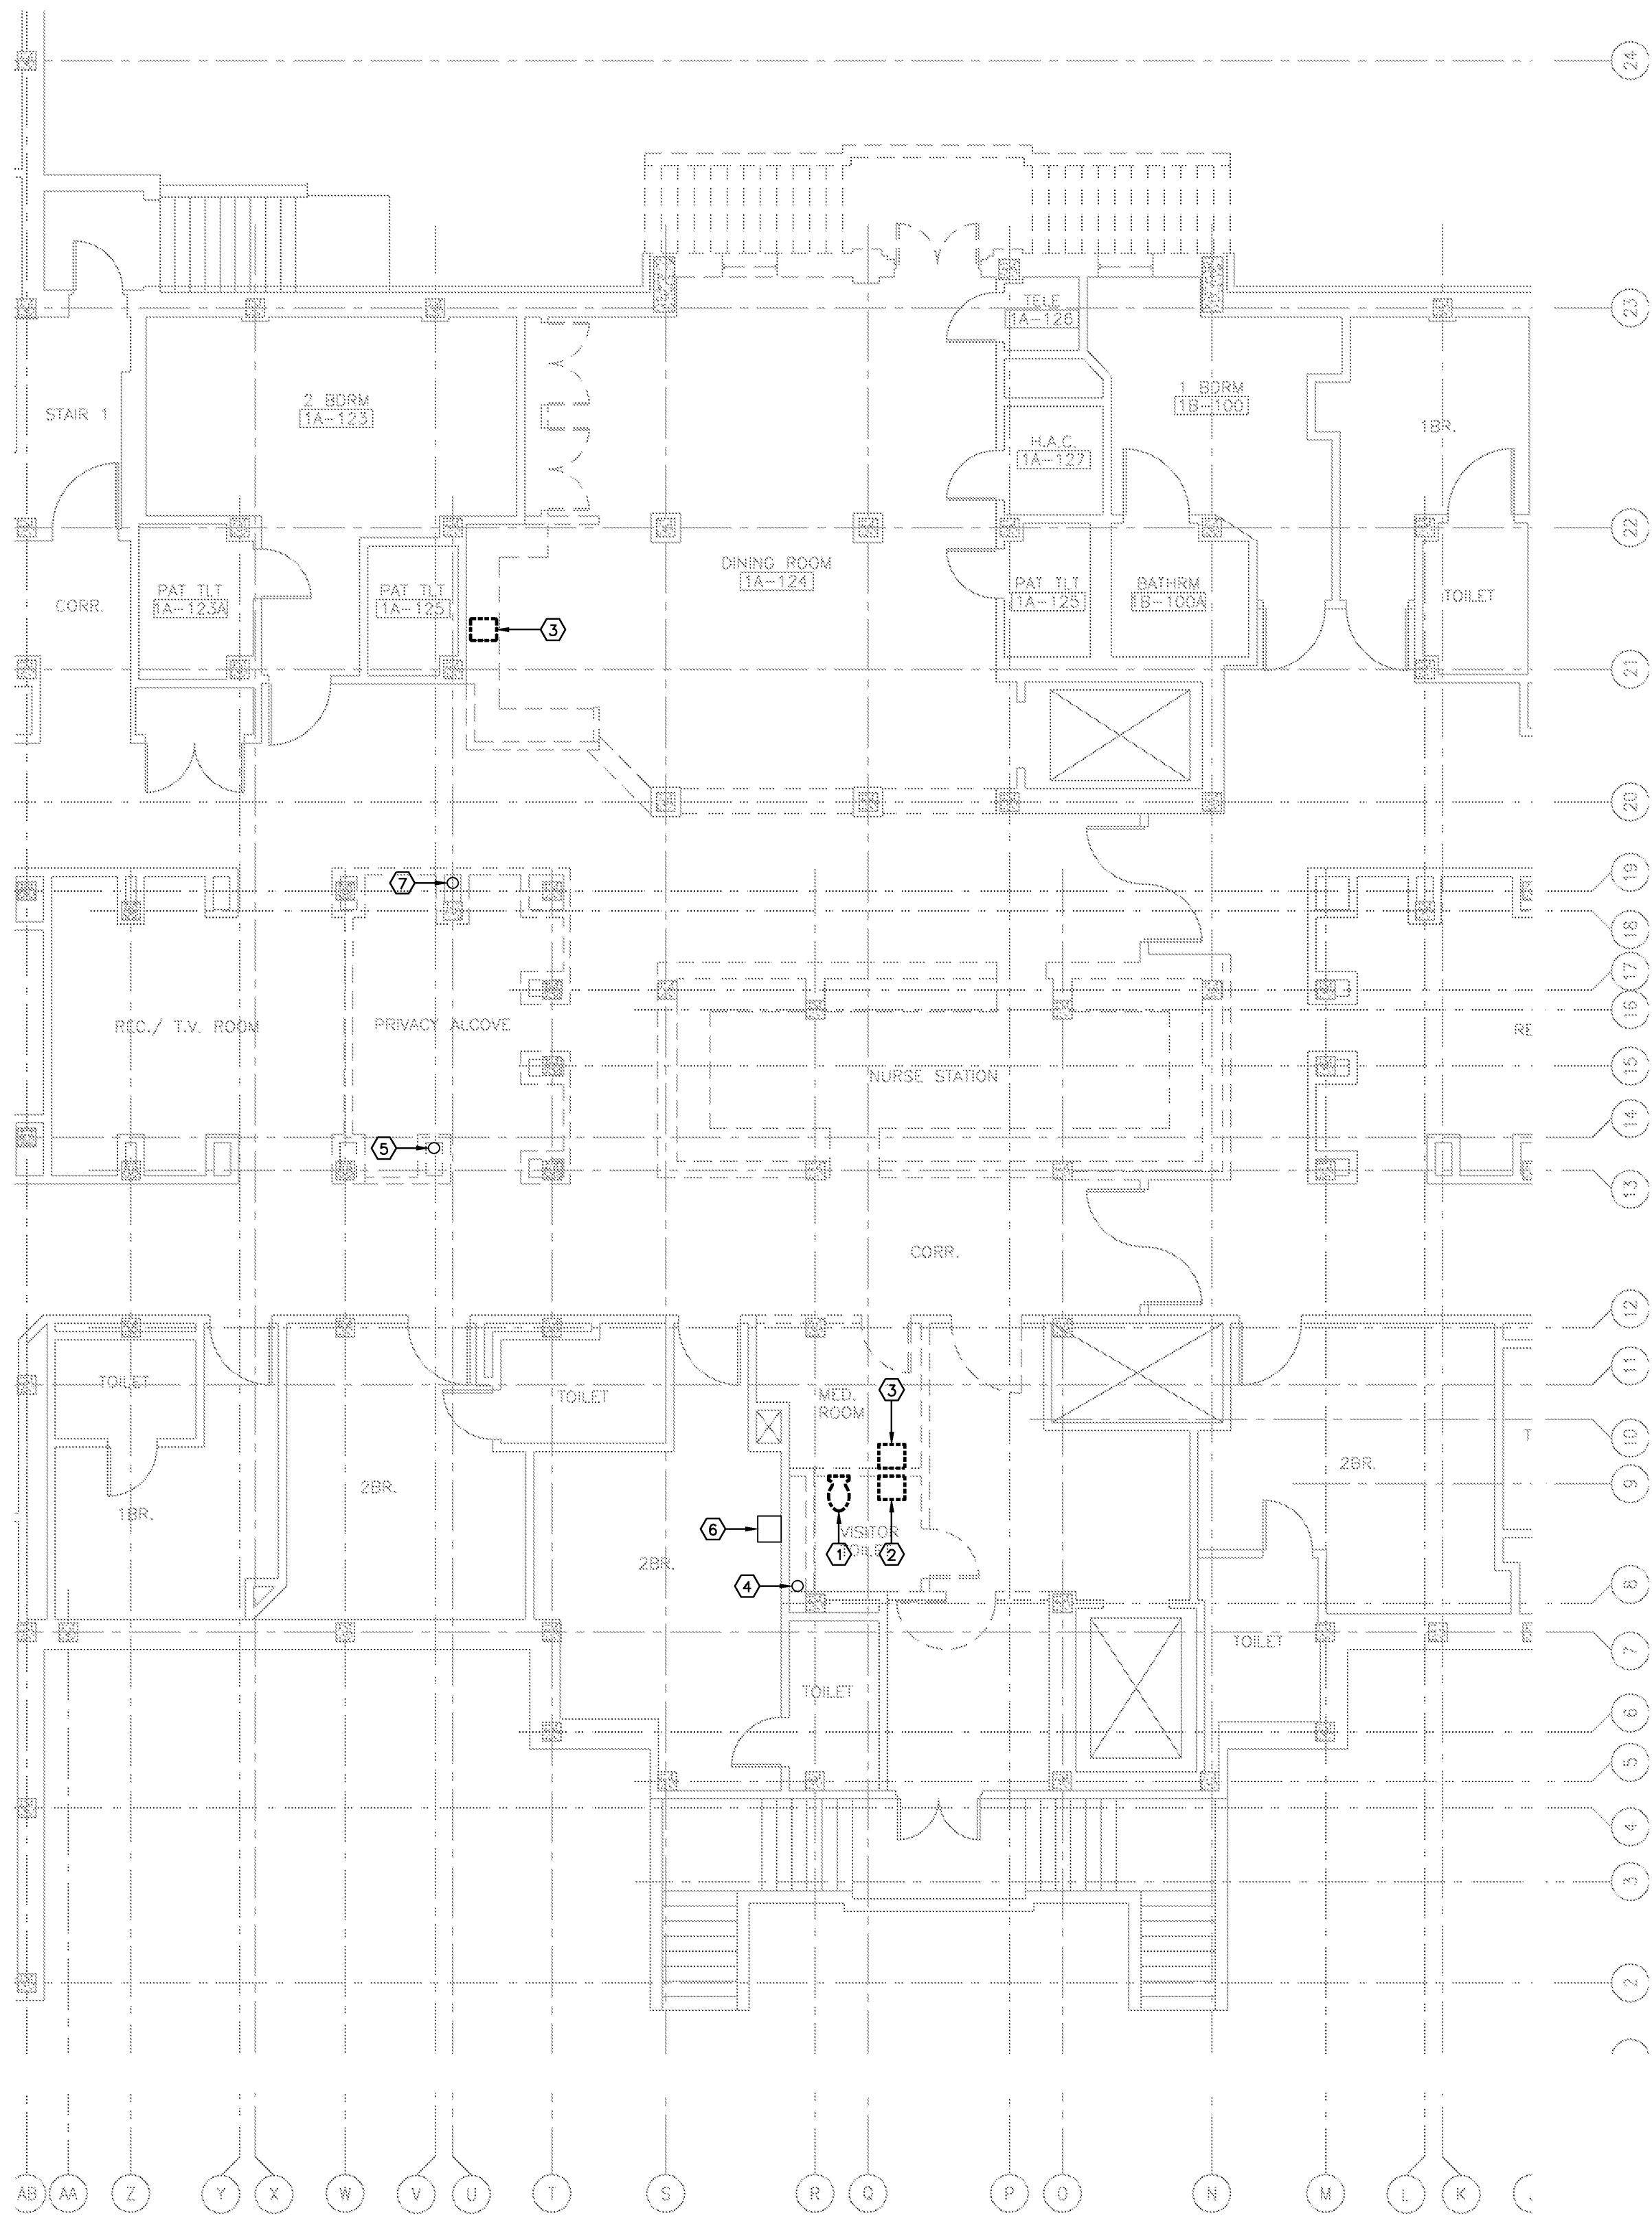 24
TELE
1A-126
23
2 BDRM
1A-123
1 BDRM
1B-100
STAIR 1
1BR.
H.A.C.
1A-127
22
DINING ROOM
1A-124
PAT TLT
1A-123A
PAT TLT
1A-125
PAT TLT
1A-125
BATHRM
1B-100A
CORR.
TOILET
3
21
20
19
7
18
17
16
REC./ T.V. ROOM
PRIVACY ALCOVE
RE
15
NURSE STATION
14
5
13
CORR.
12
11
TOILET
TOILET
3
MED.
ROOM
10
2BR.
T
9
2BR.
1BR.
6
VISITOR
TOILET
1
2
2BR.
4
8
TOILET
7
TOILET
6
5
4
3
2
AB
AA
Z
Y
X
W
V
U
T
S
R
Q
P
O
N
M
L
K